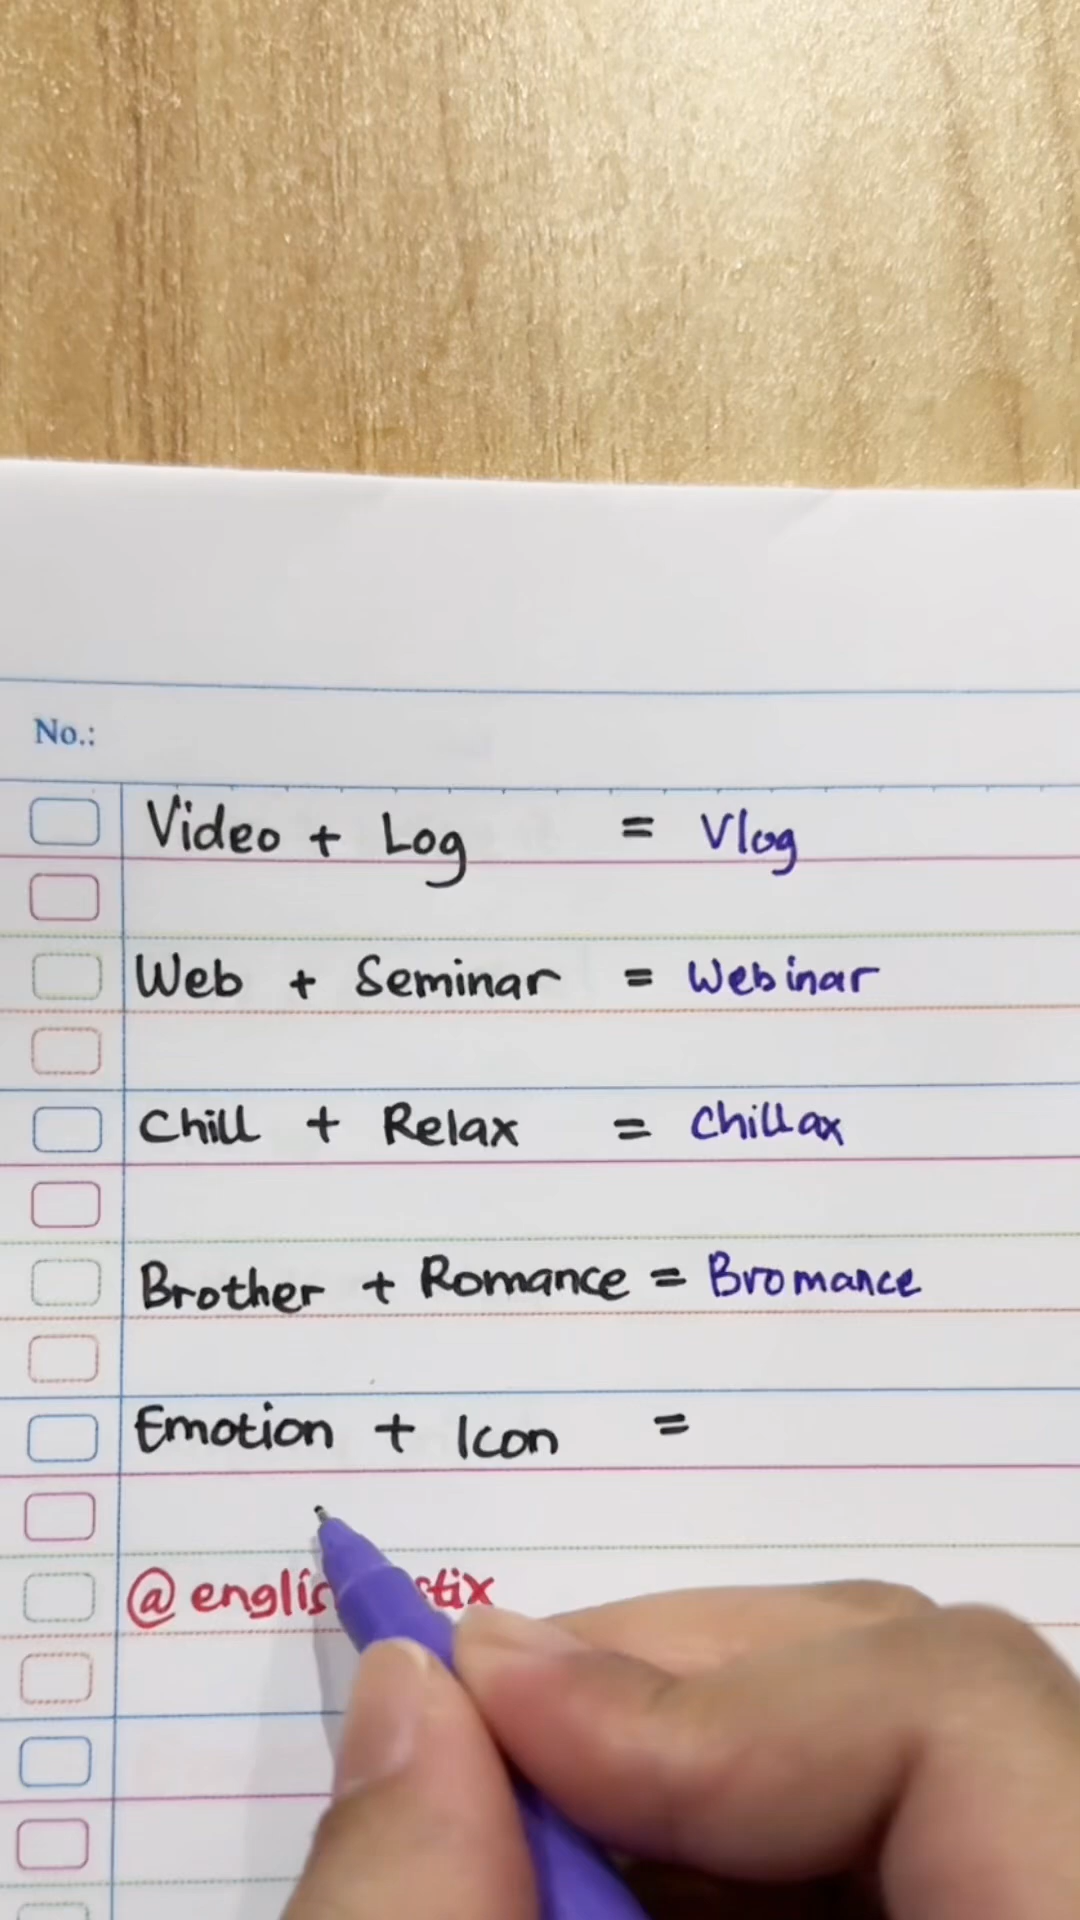 No.:
Video + Log = Vlog
Web + Seminar = Webinar
Chill + Relax = Chillax
Brother + Romance = Bromance
Emotion + Icon =